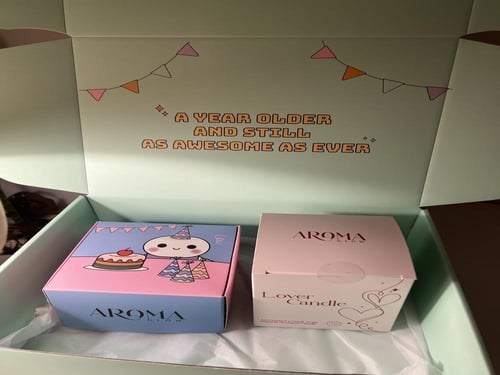 A YEAR OLDER
AND STILL
AS AWESOME AS EVER
AROMA
AROMA
Lover
Candle